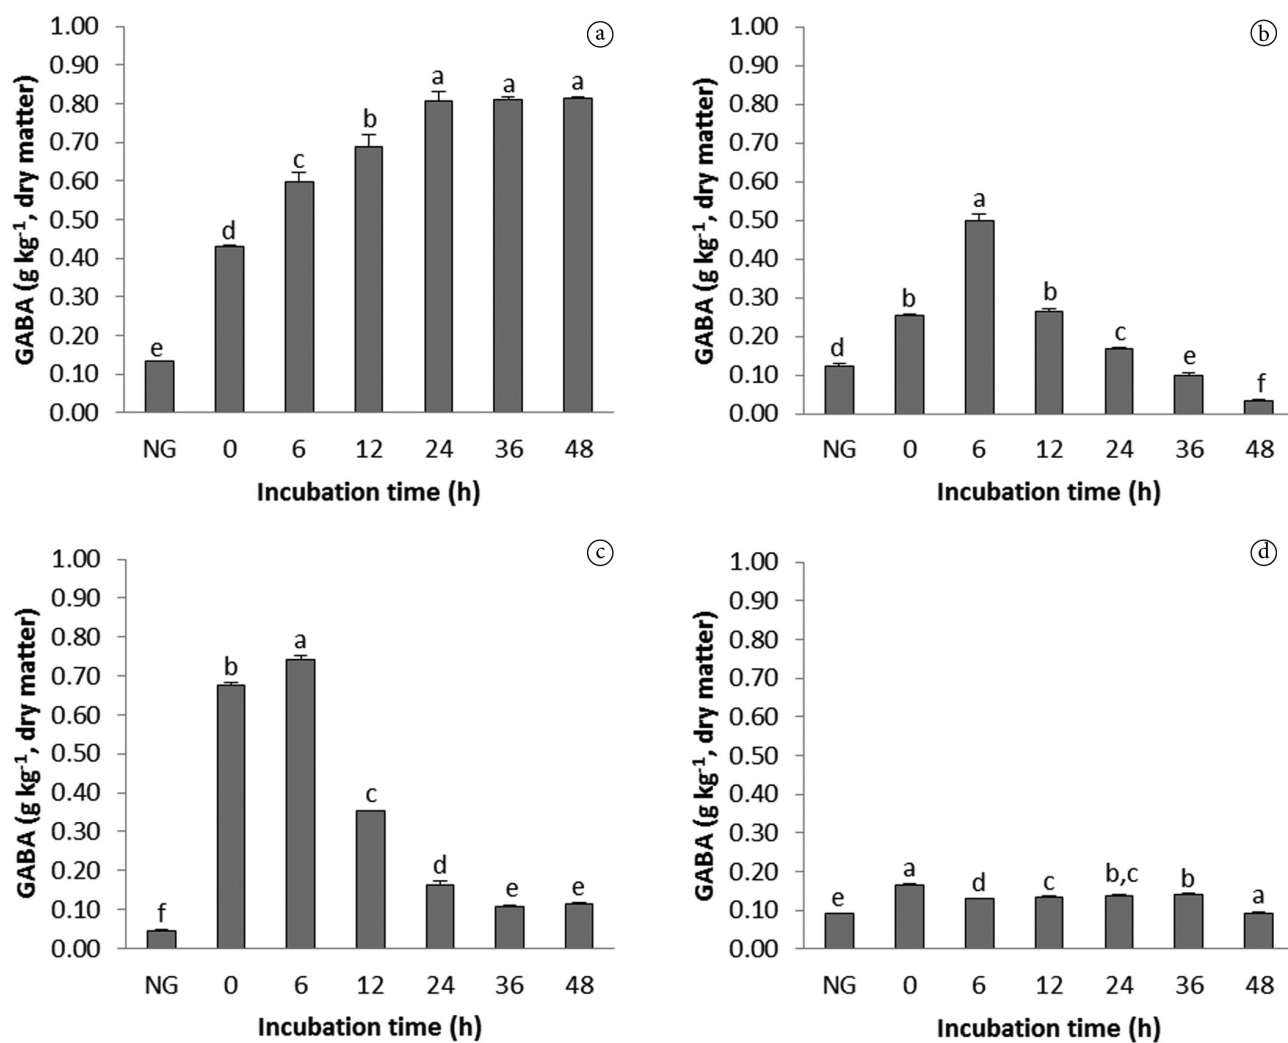 ⓐ
1.00
0.90
0.80
0.70
0.60
0.50
0.40
0.30
0.20
0.10
0.00
GABA (g kg⁻¹, dry matter)
e
d
c
b
a
a
a
NG 0 6 12 24 36 48
Incubation time (h)
ⓑ
1.00
0.90
0.80
0.70
0.60
0.50
0.40
0.30
0.20
0.10
0.00
GABA (g kg⁻¹, dry matter)
d
b
a
b
c
e
f
NG 0 6 12 24 36 48
Incubation time (h)
ⓒ
1.00
0.90
0.80
0.70
0.60
0.50
0.40
0.30
0.20
0.10
0.00
GABA (g kg⁻¹, dry matter)
f
b
a
c
d
e
e
NG 0 6 12 24 36 48
Incubation time (h)
ⓓ
1.00
0.90
0.80
0.70
0.60
0.50
0.40
0.30
0.20
0.10
0.00
GABA (g kg⁻¹, dry matter)
e
a
d
c
b,c
b
a
NG 0 6 12 24 36 48
Incubation time (h)